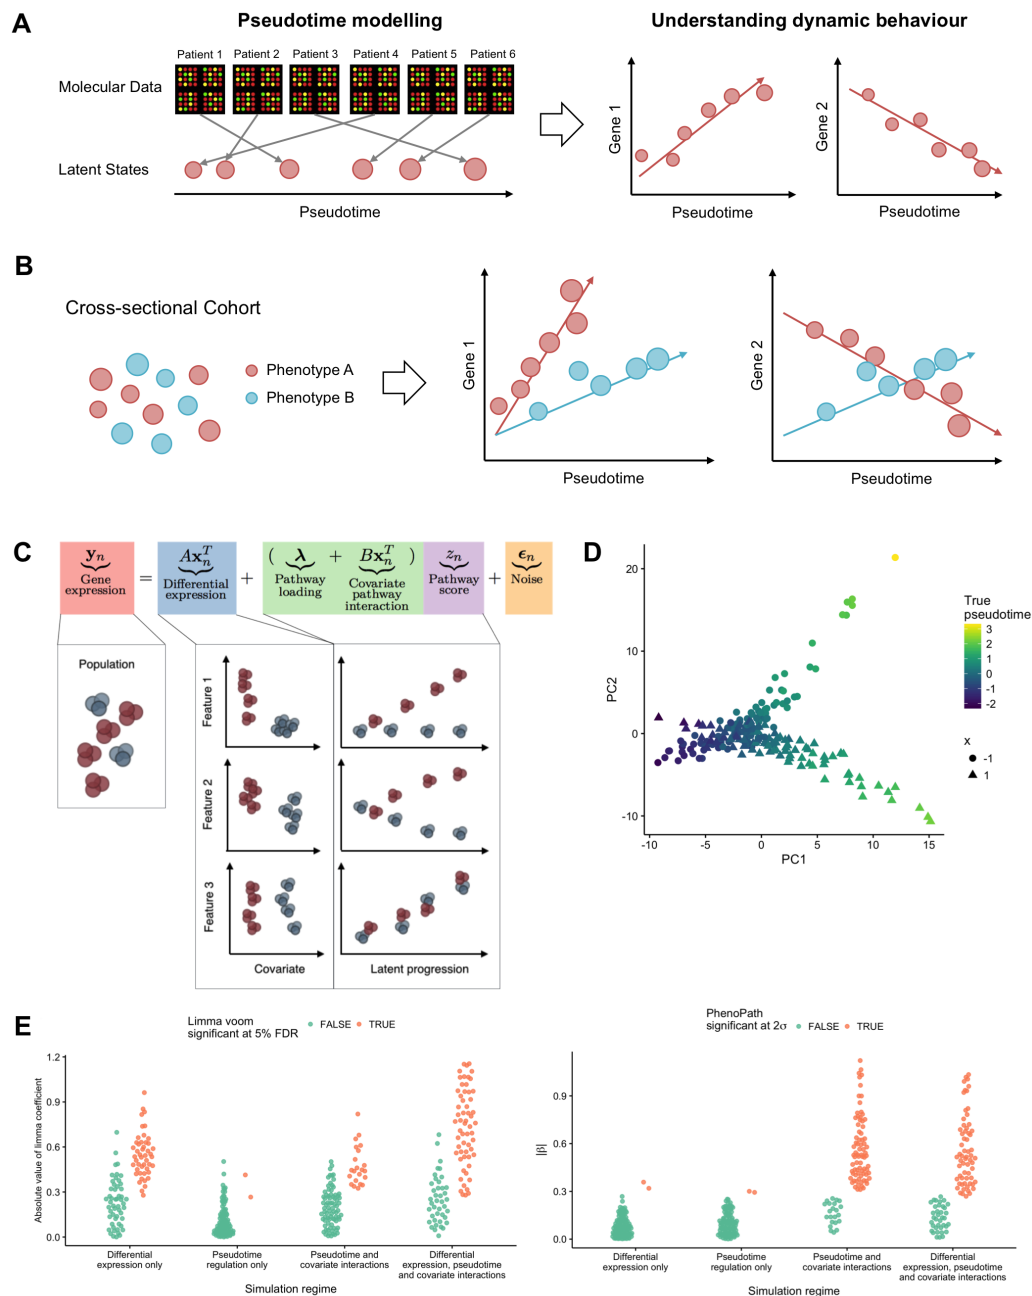 A
Pseudotime modelling
Understanding dynamic behaviour
Patient 1 Patient 2 Patient 3 Patient 4 Patient 5 Patient 6
Molecular Data
Latent States
Pseudotime
Gene 1
Pseudotime
Gene 2
Pseudotime
B
Cross-sectional Cohort
Phenotype A
Phenotype B
Gene 1
Pseudotime
Gene 2
Pseudotime
C
yₙ = Axₙᵀ + ( λ + Bxₙᵀ ) zₙ + ϵₙ
Gene expression
Differential expression
Pathway loading
Covariate pathway interaction
Pathway score
Noise
Population
Feature 1
Feature 2
Feature 3
Covariate
Latent progression
D
PC2
20
10
0
-10
-10 -5 0 5 10 15
PC1
True
pseudotime
3
2
1
0
-1
-2
x
-1
1
E
Limma voom
significant at 5% FDR
FALSE TRUE
Absolute value of limma coefficient
1.2
0.9
0.6
0.3
0.0
Differential
expression only
Pseudotime
regulation only
Pseudotime and
covariate interactions
Differential
expression, pseudotime
and covariate interactions
Simulation regime
PhenoPath
significant at 2σ
FALSE TRUE
|β|
0.9
0.6
0.3
0.0
Differential
expression only
Pseudotime
regulation only
Pseudotime and
covariate interactions
Differential
expression, pseudotime
and covariate interactions
Simulation regime